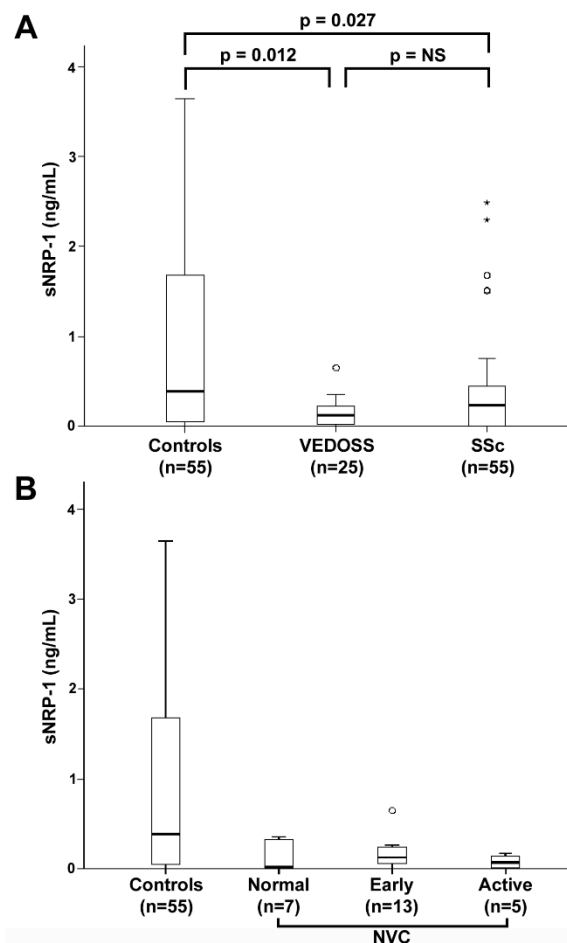 A
p = 0.027
p = 0.012 p = NS
4
3
2
1
0
sNRP-1 (ng/mL)
Controls VEDOSS SSc
(n=55) (n=25) (n=55)
B
4
3
2
1
0
sNRP-1 (ng/mL)
Controls Normal Early Active
(n=55) (n=7) (n=13) (n=5)
NVC